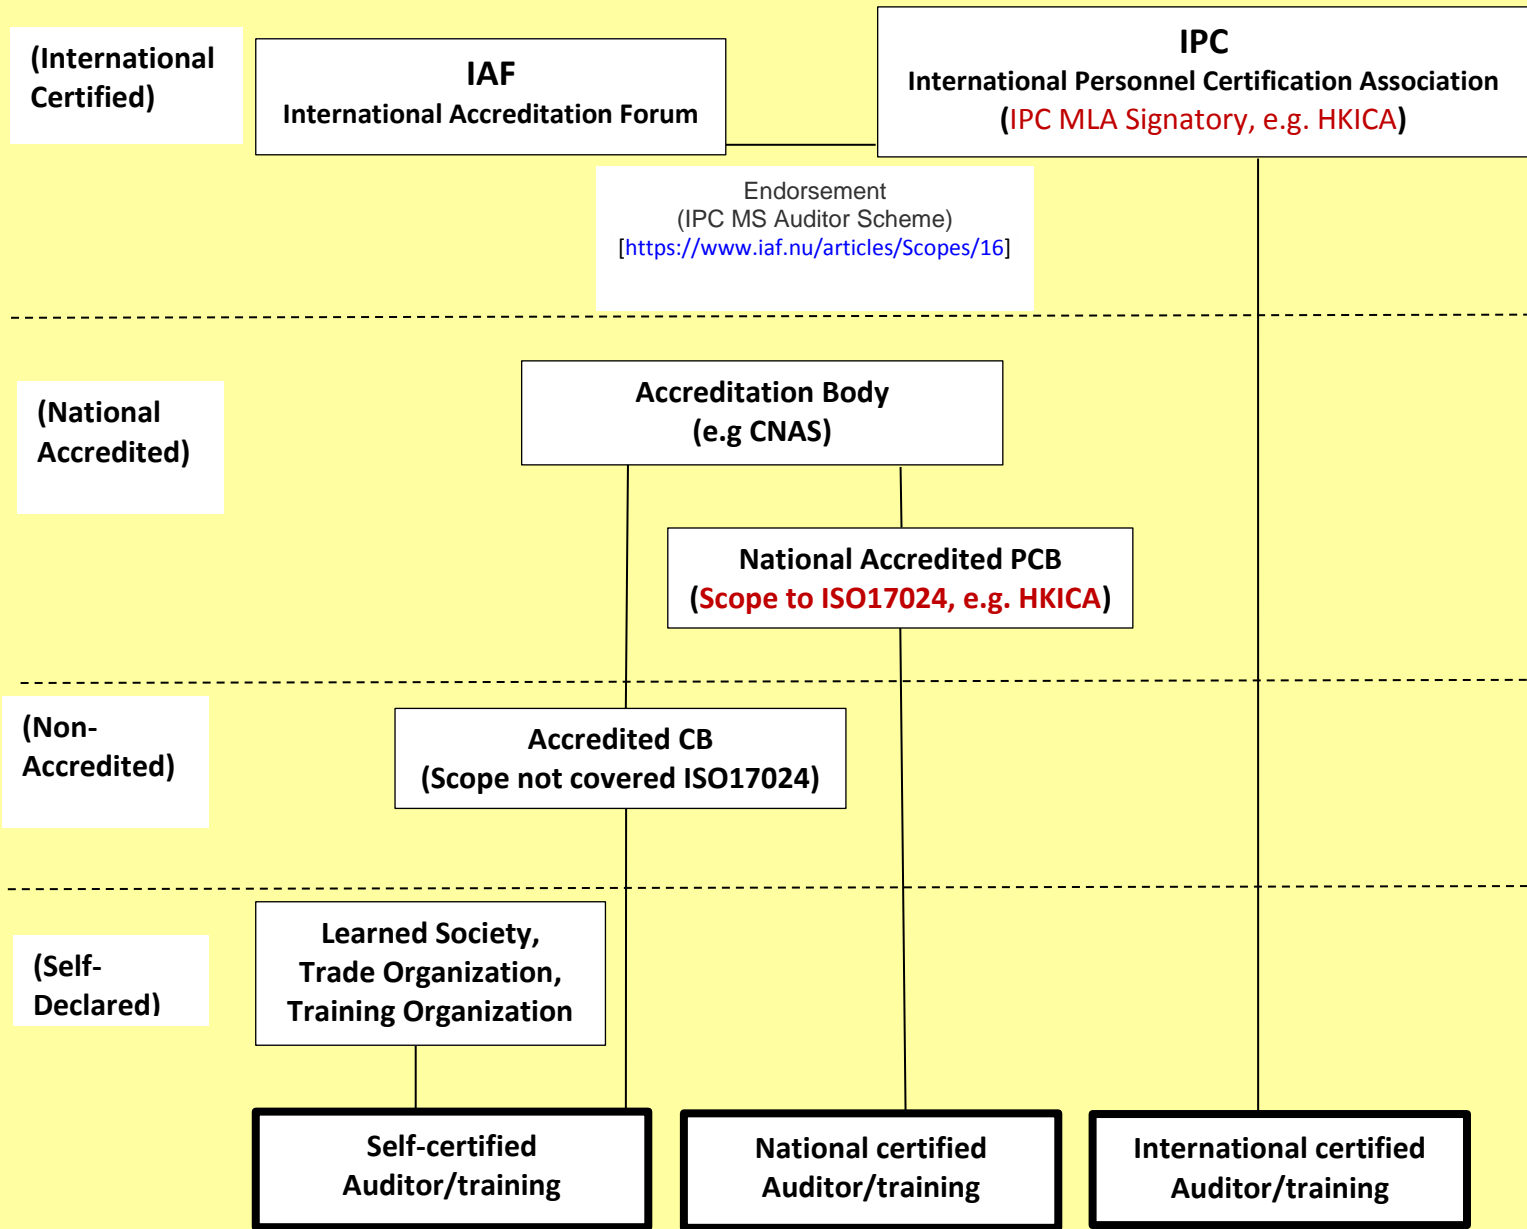 (International
Certified)
IAF
International Accreditation Forum
IPC
International Personnel Certification Association
(IPC MLA Signatory, e.g. HKICA)
Endorsement
(IPC MS Auditor Scheme)
[https://www.iaf.nu/articles/Scopes/16]
(National
Accredited)
Accreditation Body
(e.g CNAS)
National Accredited PCB
(Scope to ISO17024, e.g. HKICA)
(Non-
Accredited)
Accredited CB
(Scope not covered ISO17024)
(Self-
Declared)
Learned Society,
Trade Organization,
Training Organization
Self-certified
Auditor/training
National certified
Auditor/training
International certified
Auditor/training